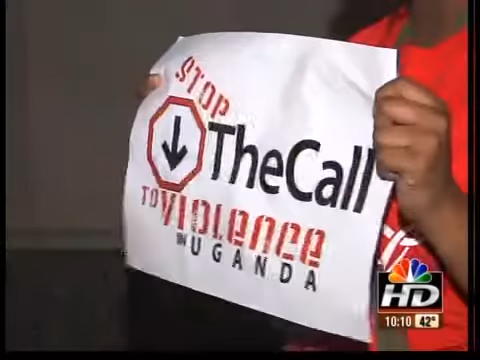 STOP
TheCall
TO VIOLENCE
IN UGANDA
HD
10:10 42°